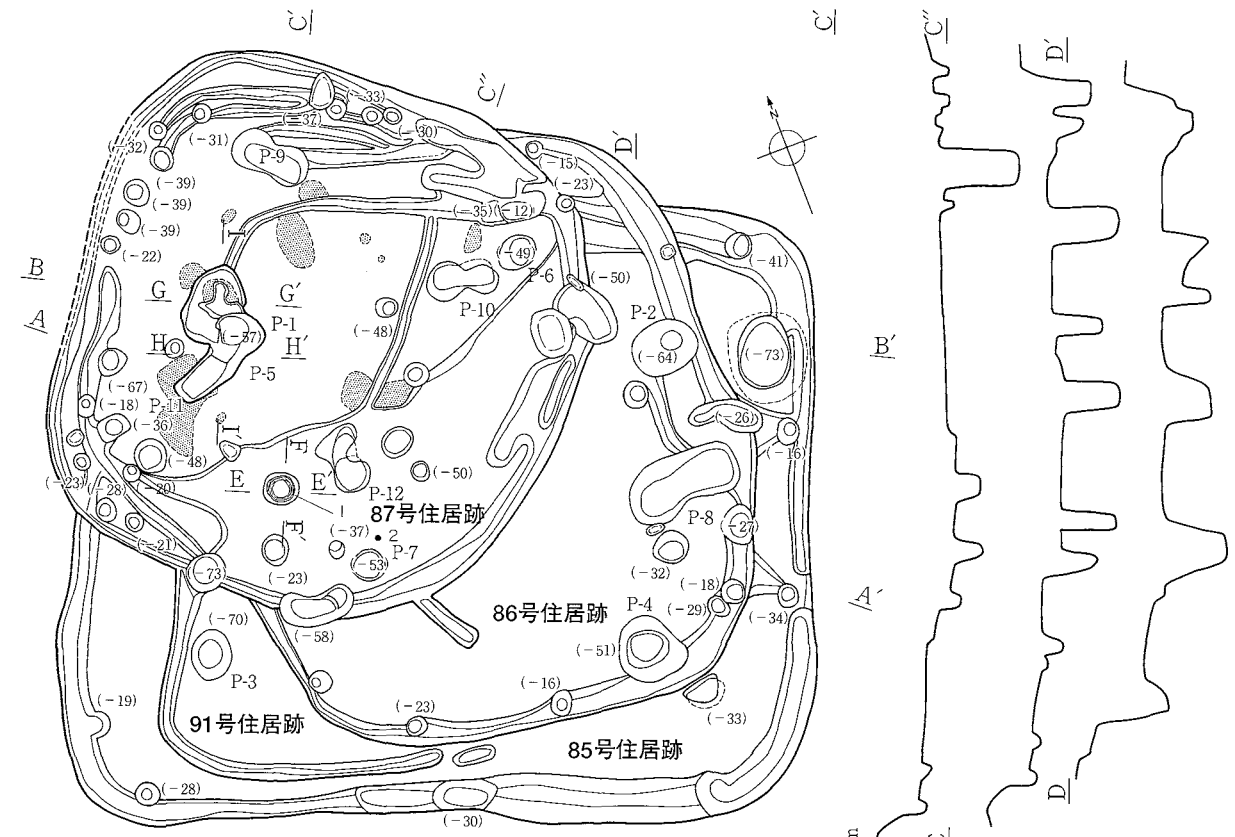 C′
C′
C″
D′
C″
D′
N
(-33)
(-37)
(-30)
(-31)
(-32)
P-9
(-15)
(-23)
(-39)
(-39)
(-39)
(-35)
(-12)
(-22)
(-49)
(-41)
I
P-6
(-50)
B
G
G′
P-10
P-2
A
P-1
(-57)
(-48)
H
H′
(-64)
(-73)
B′
P-5
(-67)
(-18)
P-11
(-36)
(-26)
I′
F
(-48)
(-16)
(-23)
(-28)
(-20)
E
E′
(-50)
P-12
87号住居跡
1
(-37)
P-8
(-27)
F′
2
P-7
(-21)
(-53)
(-23)
(-32)
(-73)
(-18)
A′
86号住居跡
P-4
(-29)
(-34)
(-58)
(-70)
(-51)
P-3
(-16)
(-19)
(-23)
(-33)
91号住居跡
85号住居跡
(-28)
(-30)
D